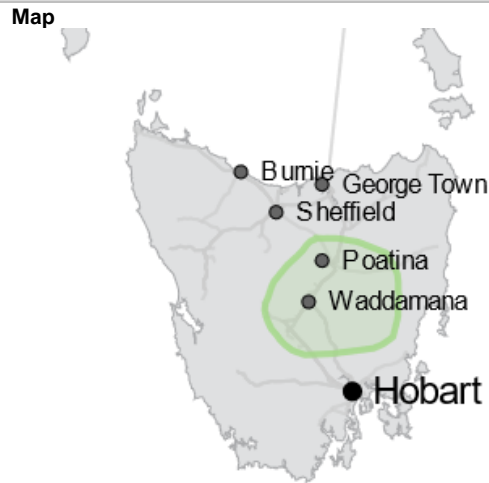 Map
Burnie
George Town
Sheffield
Poatina
Waddamana
Hobart